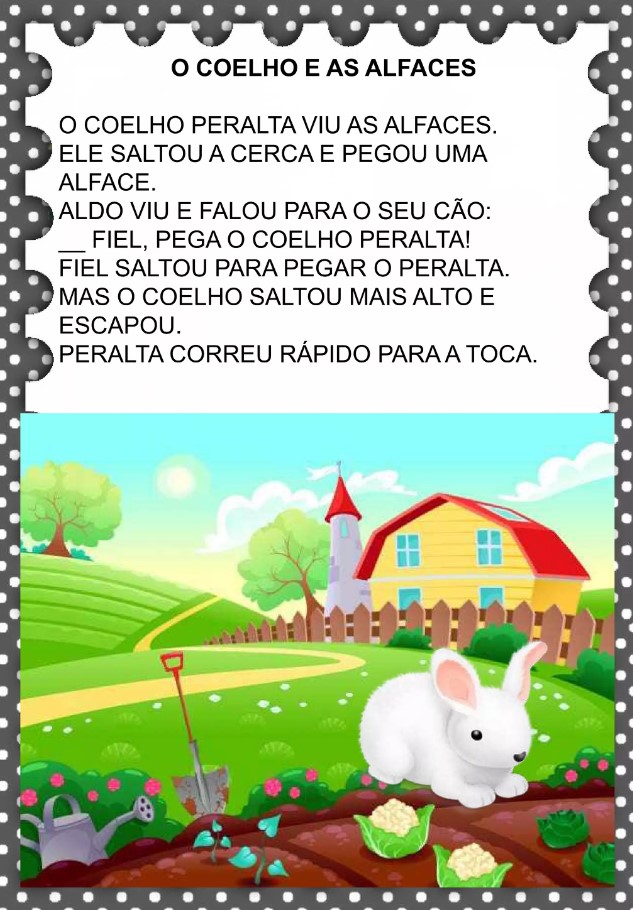 O COELHO E AS ALFACES
O COELHO PERALTA VIU AS ALFACES.
ELE SALTOU A CERCA E PEGOU UMA
ALFACE.
ALDO VIU E FALOU PARA O SEU CÃO:
__ FIEL, PEGA O COELHO PERALTA!
FIEL SALTOU PARA PEGAR O PERALTA.
MAS O COELHO SALTOU MAIS ALTO E
ESCAPOU.
PERALTA CORREU RÁPIDO PARA A TOCA.